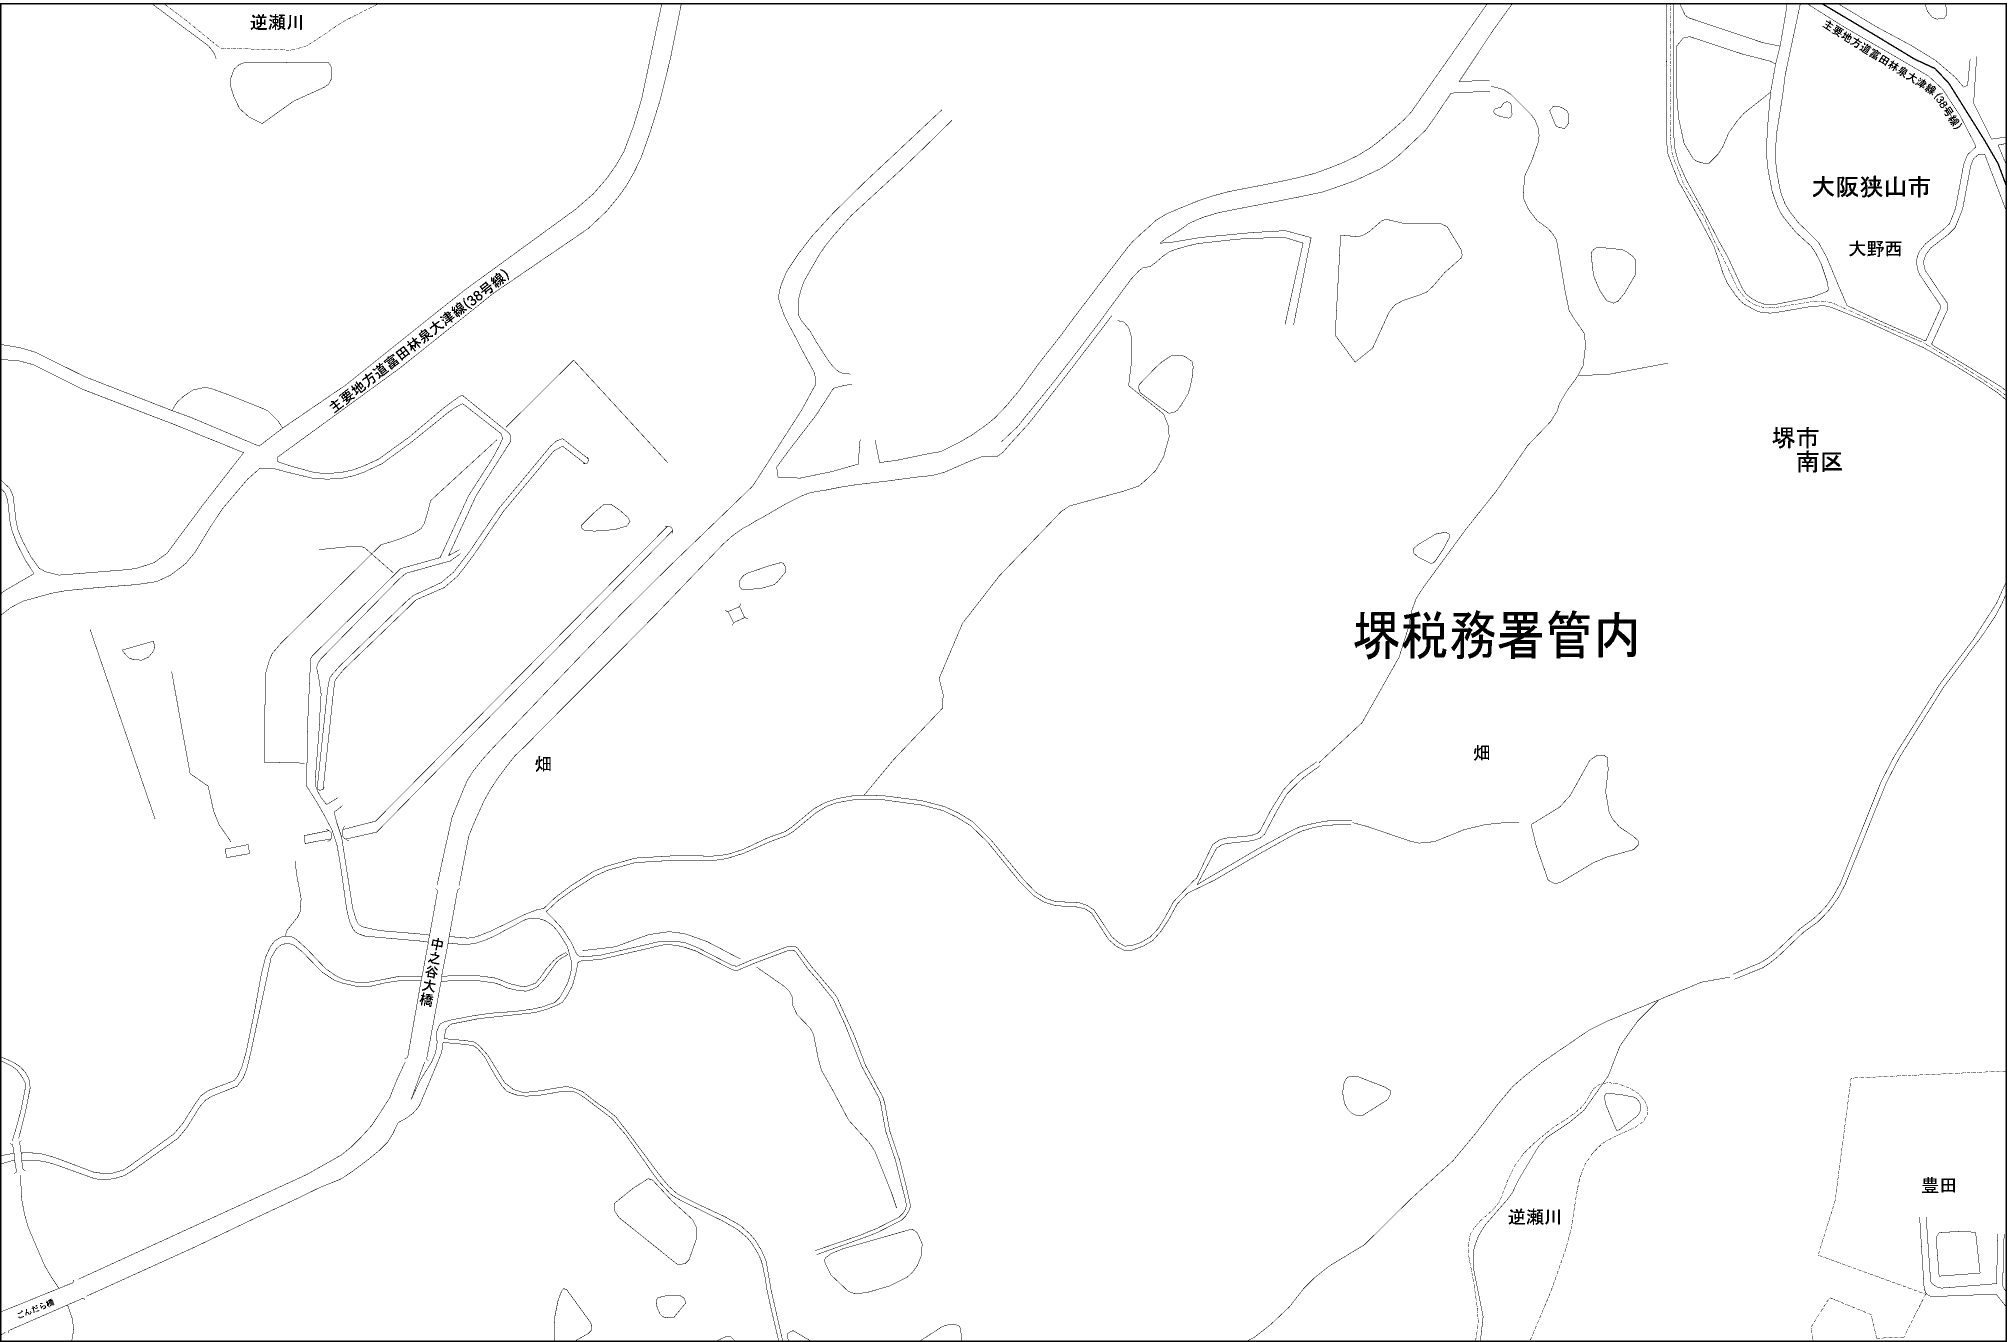 逆瀬川
主要地方道富田林泉大津線(38号線)
大阪狭山市
大野西
主要地方道富田林泉大津線(38号線)
堺市
南区
堺税務署管内
畑
畑
中之谷大橋
豊田
逆瀬川
ごんだら橋